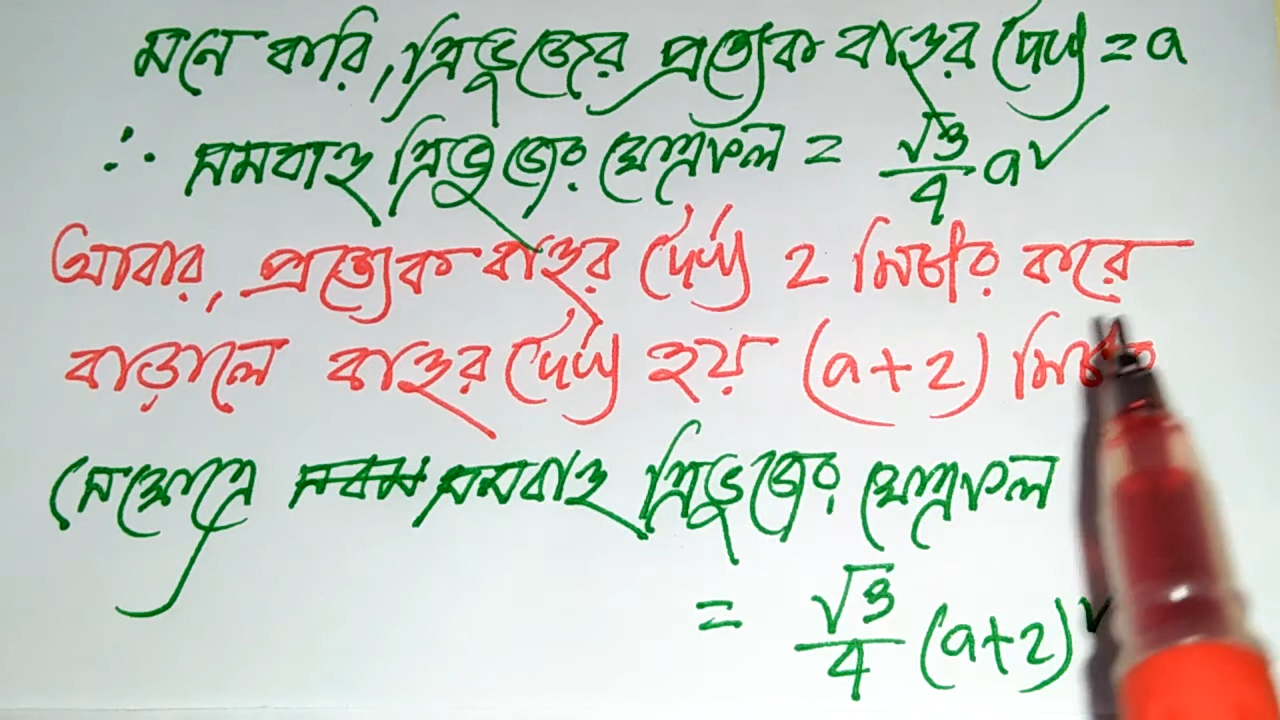 মনে করি, ত্রিভুজের প্রত্যেক বাহুর দৈর্ঘ্য = a
∴ সমবাহু ত্রিভুজের ক্ষেত্রফল = √3/4 a²
আবার, প্রত্যেক বাহুর দৈর্ঘ্য 2 মিটার করে
বাড়ালে বাহুর দৈর্ঘ্য হয় (a+2) মিটার
সেক্ষেত্রে সমবাহু ত্রিভুজের ক্ষেত্রফল
= √3/4 (a+2)²